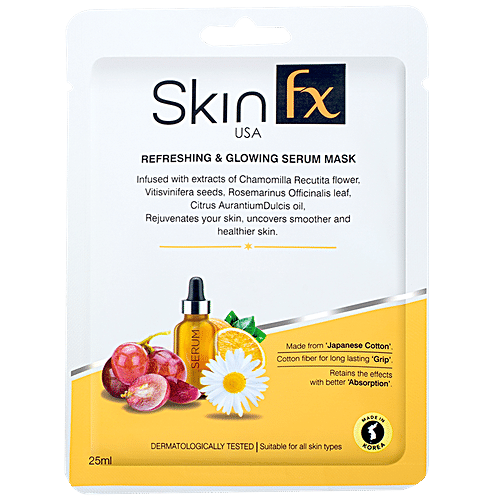 Skin fx
USA
REFRESHING & GLOWING SERUM MASK
Infused with extracts of Chamomilla Recutita flower,
Vitisvinifera seeds, Rosemarinus Officinalis leaf,
Citrus AurantiumDulcis oil,
Rejuvenates your skin, uncovers smoother and
healthier skin.
SERUM
Made from 'Japanese Cotton'.
Cotton fiber for long lasting 'Grip'.
Retains the effects
with better 'Absorption'.
MADE IN
KOREA
DERMATOLOGICALLY TESTED | Suitable for all skin types
25ml